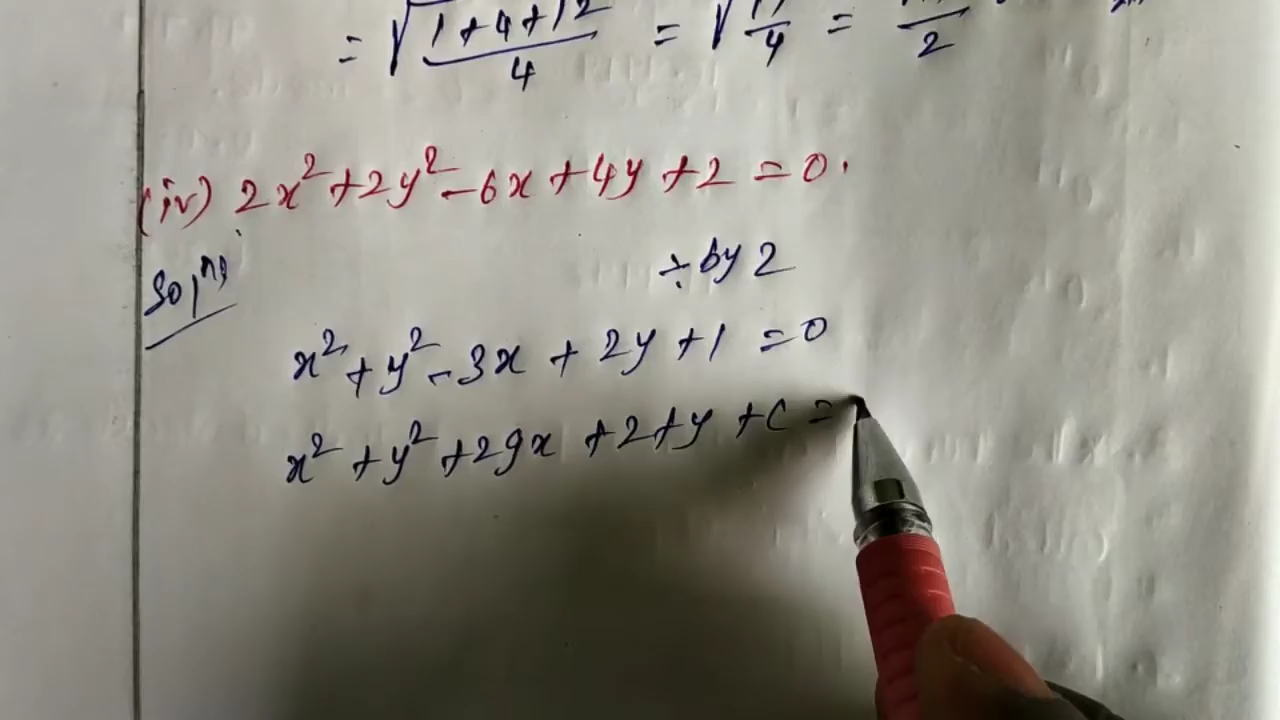 = √(1+4+12)/4 = √17/4 = /2
(iv) 2x²+2y²-6x+4y+2=0.
Solⁿ:
÷ by 2
x²+y²-3x+2y+1=0
x²+y²+2gx+2fy+c=